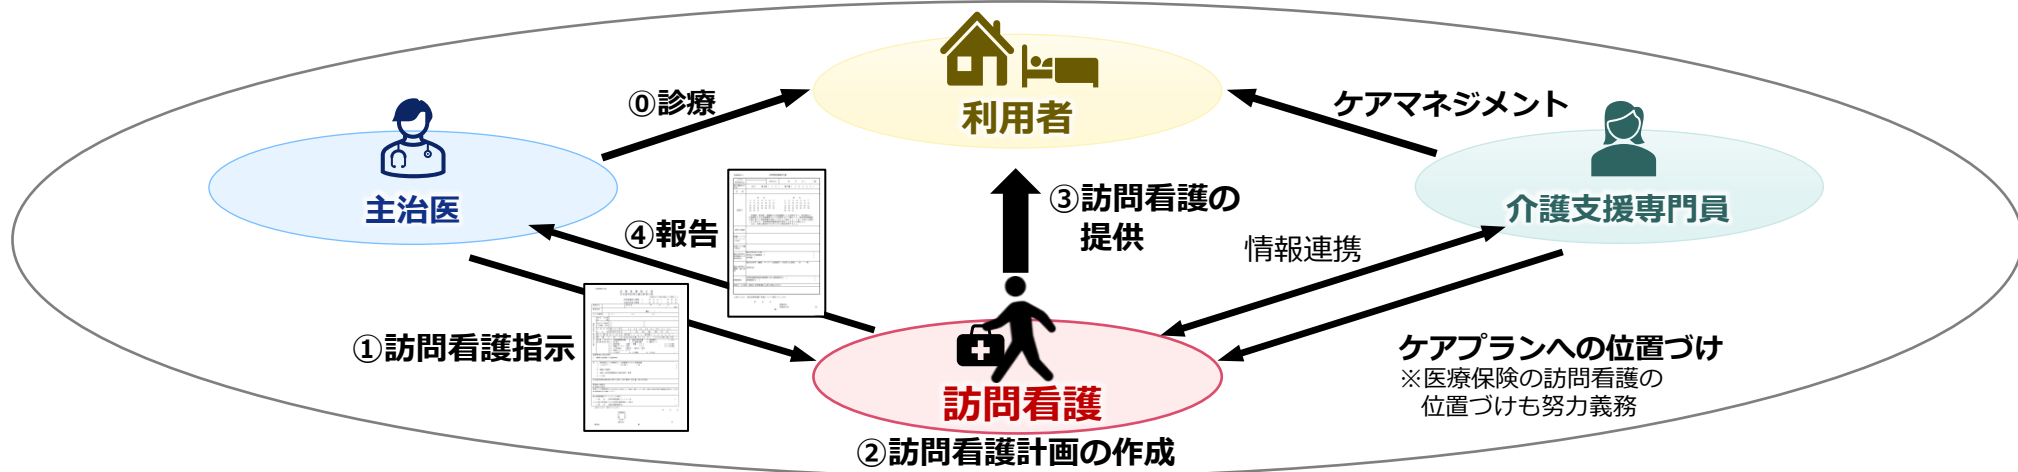 ⓪診療
利用者
ケアマネジメント
主治医
介護支援専門員
④報告
③訪問看護の
提供
情報連携
①訪問看護指示
訪問看護
ケアプランへの位置づけ
※医療保険の訪問看護の
位置づけも努力義務
②訪問看護計画の作成